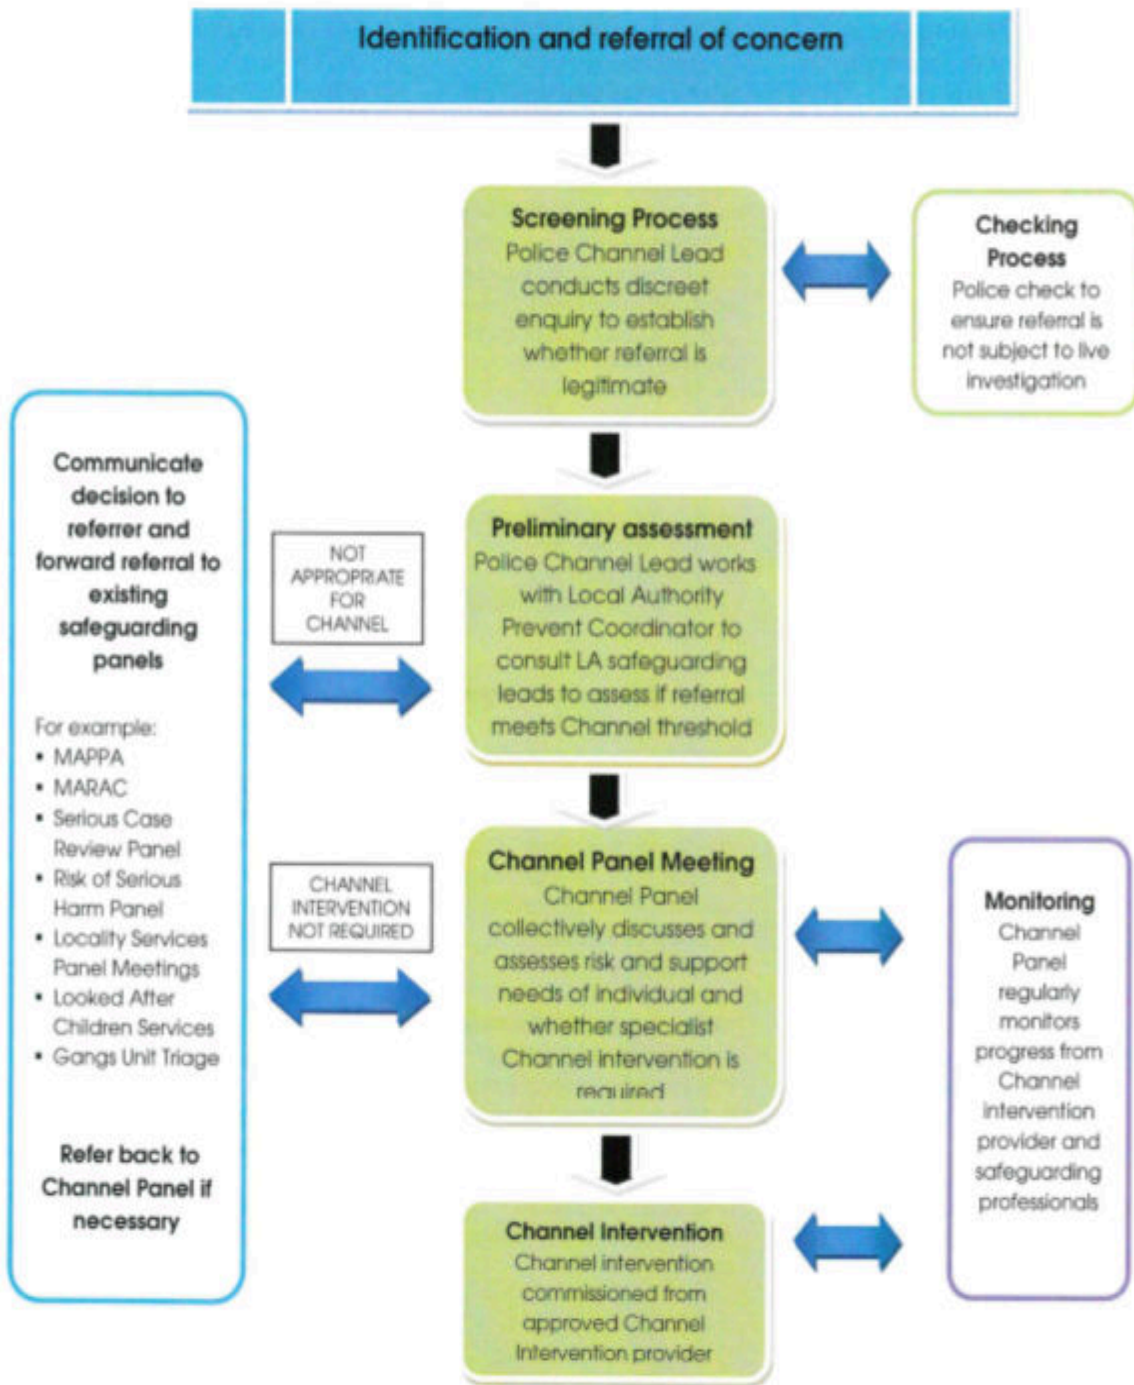 Identification and referral of concern
Screening Process
Police Channel Lead
conducts discreet
enquiry to establish
whether referral is
legitimate
Checking
Process
Police check to
ensure referral is
not subject to live
investigation
Communicate
decision to
referrer and
forward referral to
existing
safeguarding
panels
For example:
▪ MAPPA
▪ MARAC
▪ Serious Case
Review Panel
▪ Risk of Serious
Harm Panel
▪ Locality Services
Panel Meetings
▪ Looked After
Children Services
▪ Gangs Unit Triage
Refer back to
Channel Panel if
necessary
NOT
APPROPRIATE
FOR
CHANNEL
Preliminary assessment
Police Channel Lead works
with Local Authority
Prevent Coordinator to
consult LA safeguarding
leads to assess if referral
meets Channel threshold
CHANNEL
INTERVENTION
NOT REQUIRED
Channel Panel Meeting
Channel Panel
collectively discusses and
assesses risk and support
needs of individual and
whether specialist
Channel intervention is
required
Monitoring
Channel
Panel
regularly
monitors
progress from
Channel
intervention
provider and
safeguarding
professionals
Channel Intervention
Channel intervention
commissioned from
approved Channel
Intervention provider